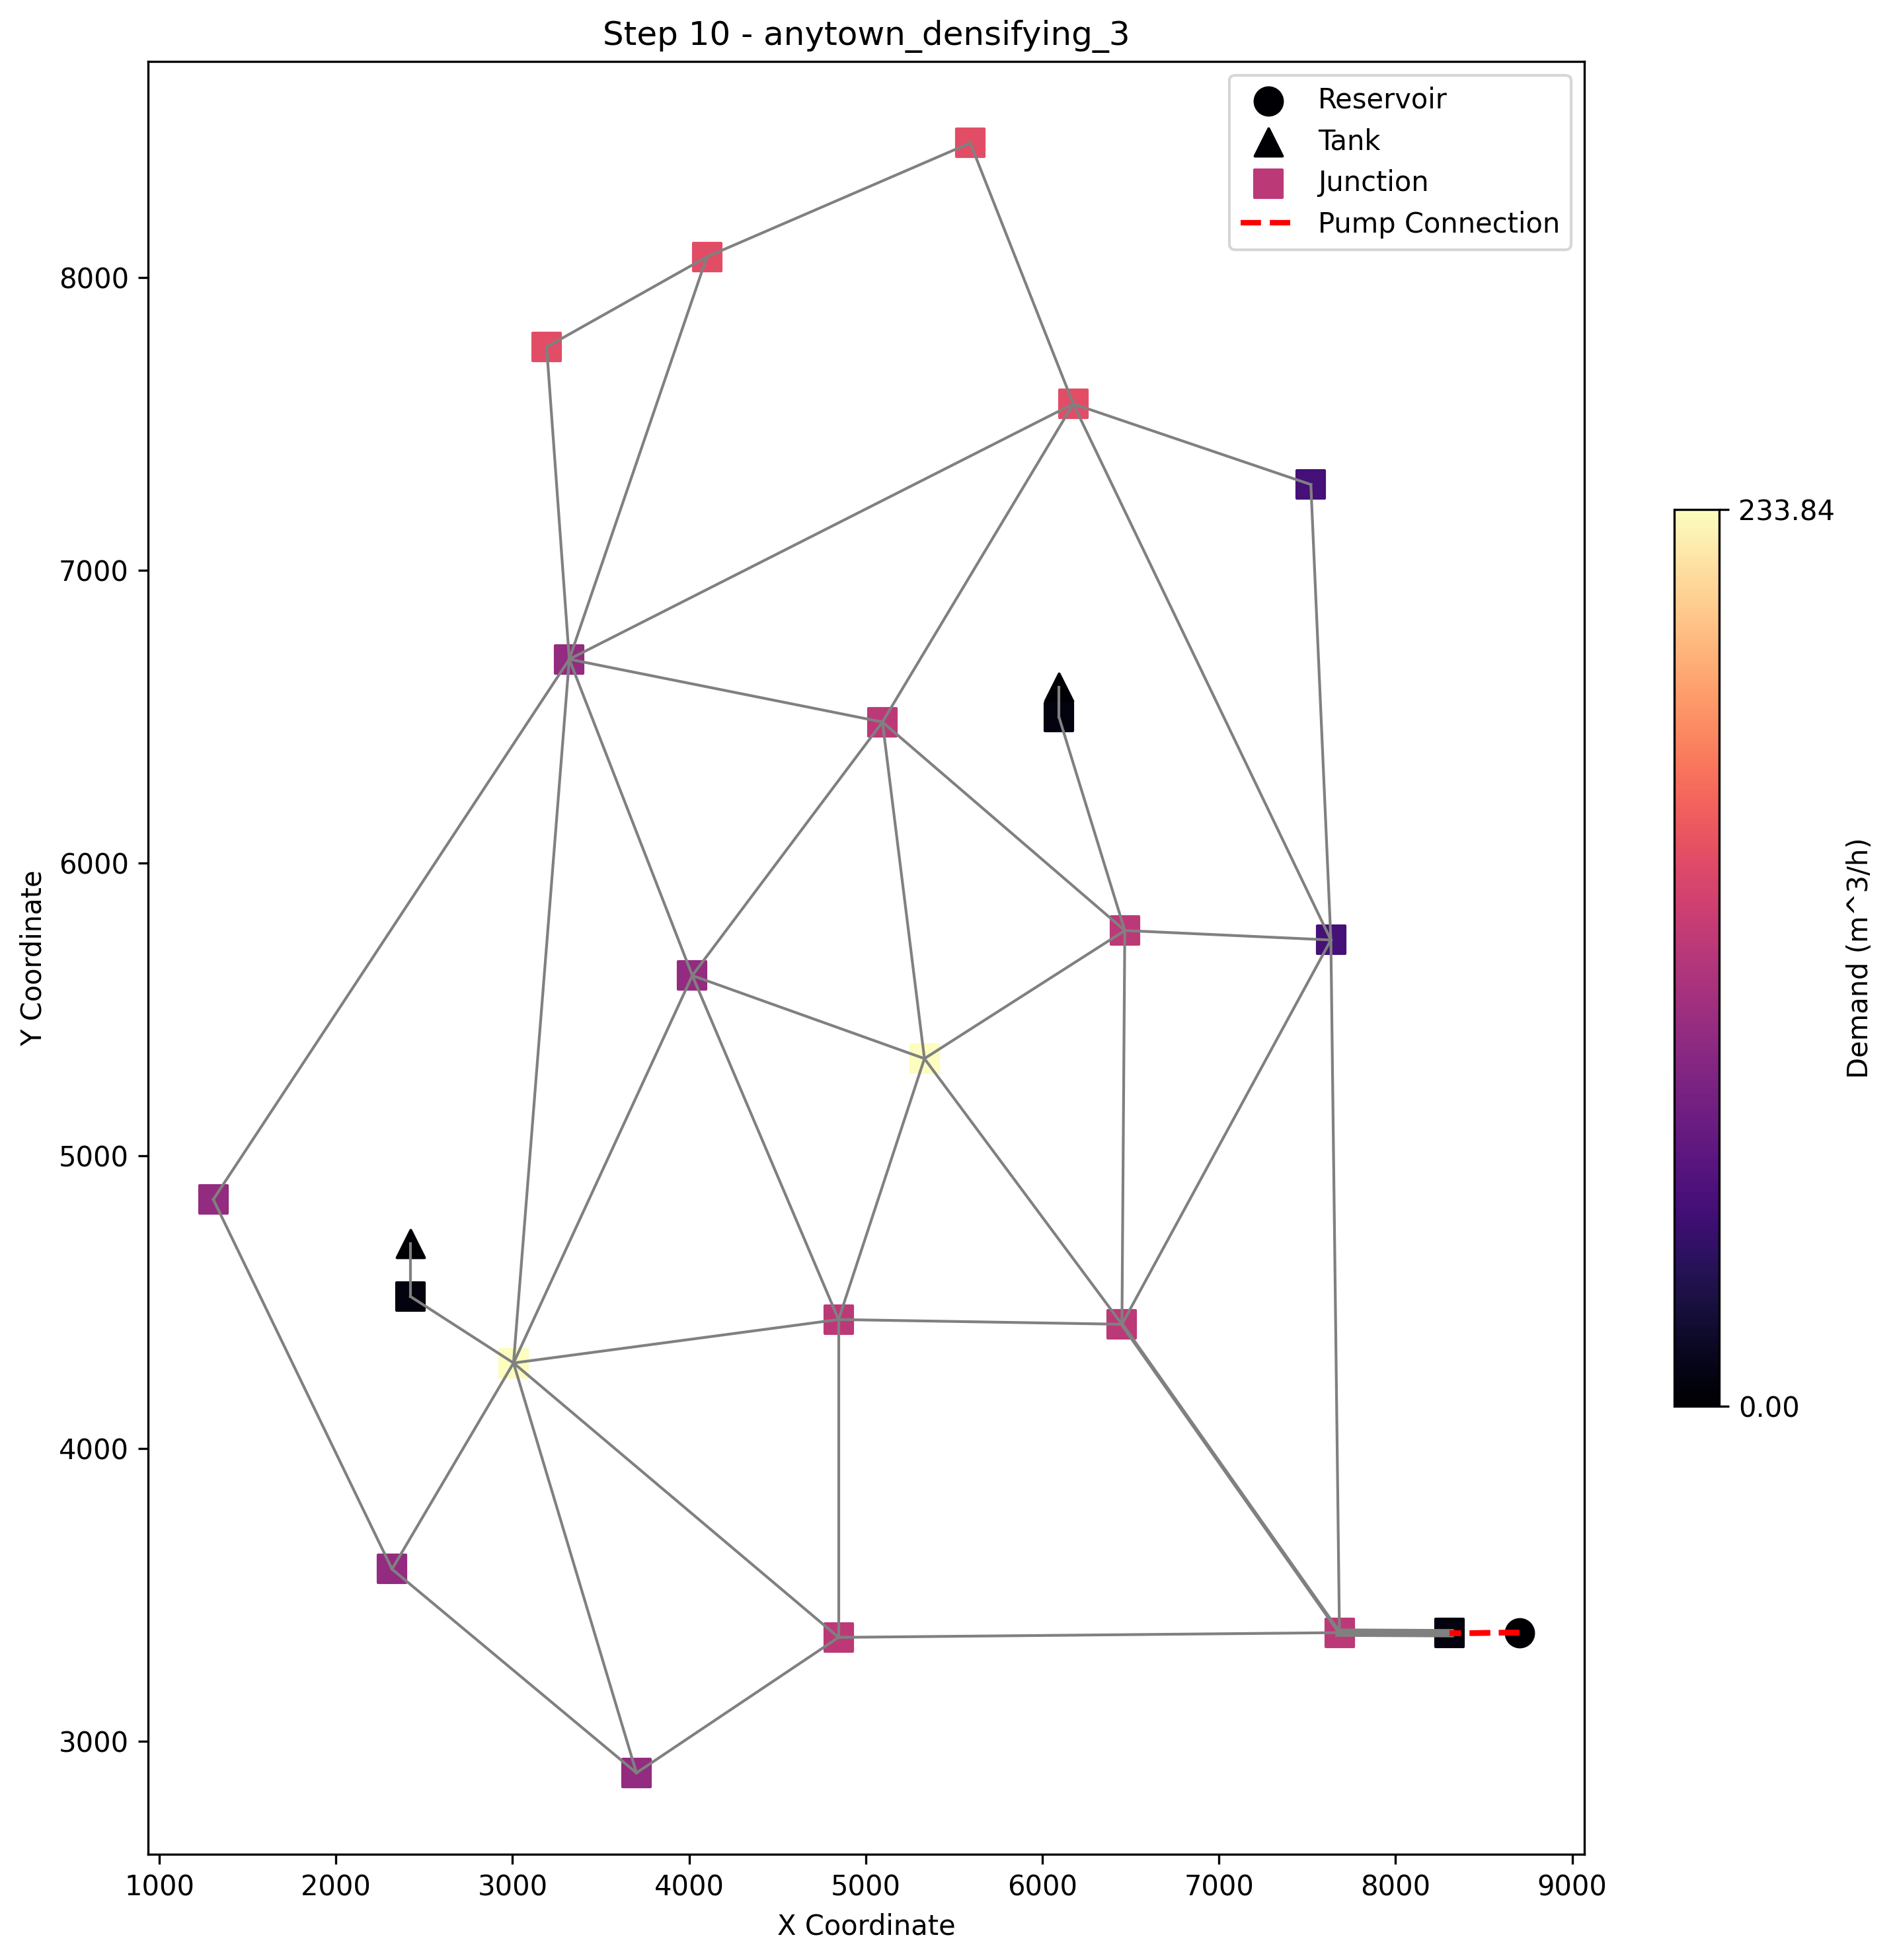 Step 10 - anytown_densifying_3
Reservoir
Tank
Junction
Pump Connection
Y Coordinate
8000
7000
6000
5000
4000
3000
1000 2000 3000 4000 5000 6000 7000 8000 9000
X Coordinate
233.84
0.00
Demand (m^3/h)